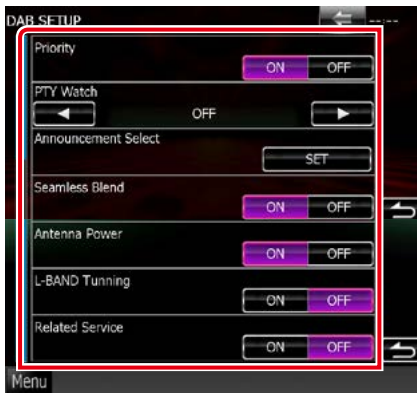 DAB SETUP --:--
Priority
ON OFF
PTY Watch
OFF
Announcement Select
SET
Seamless Blend
ON OFF
Antenna Power
ON OFF
L-BAND Tunning
ON OFF
Related Service
ON OFF
Menu